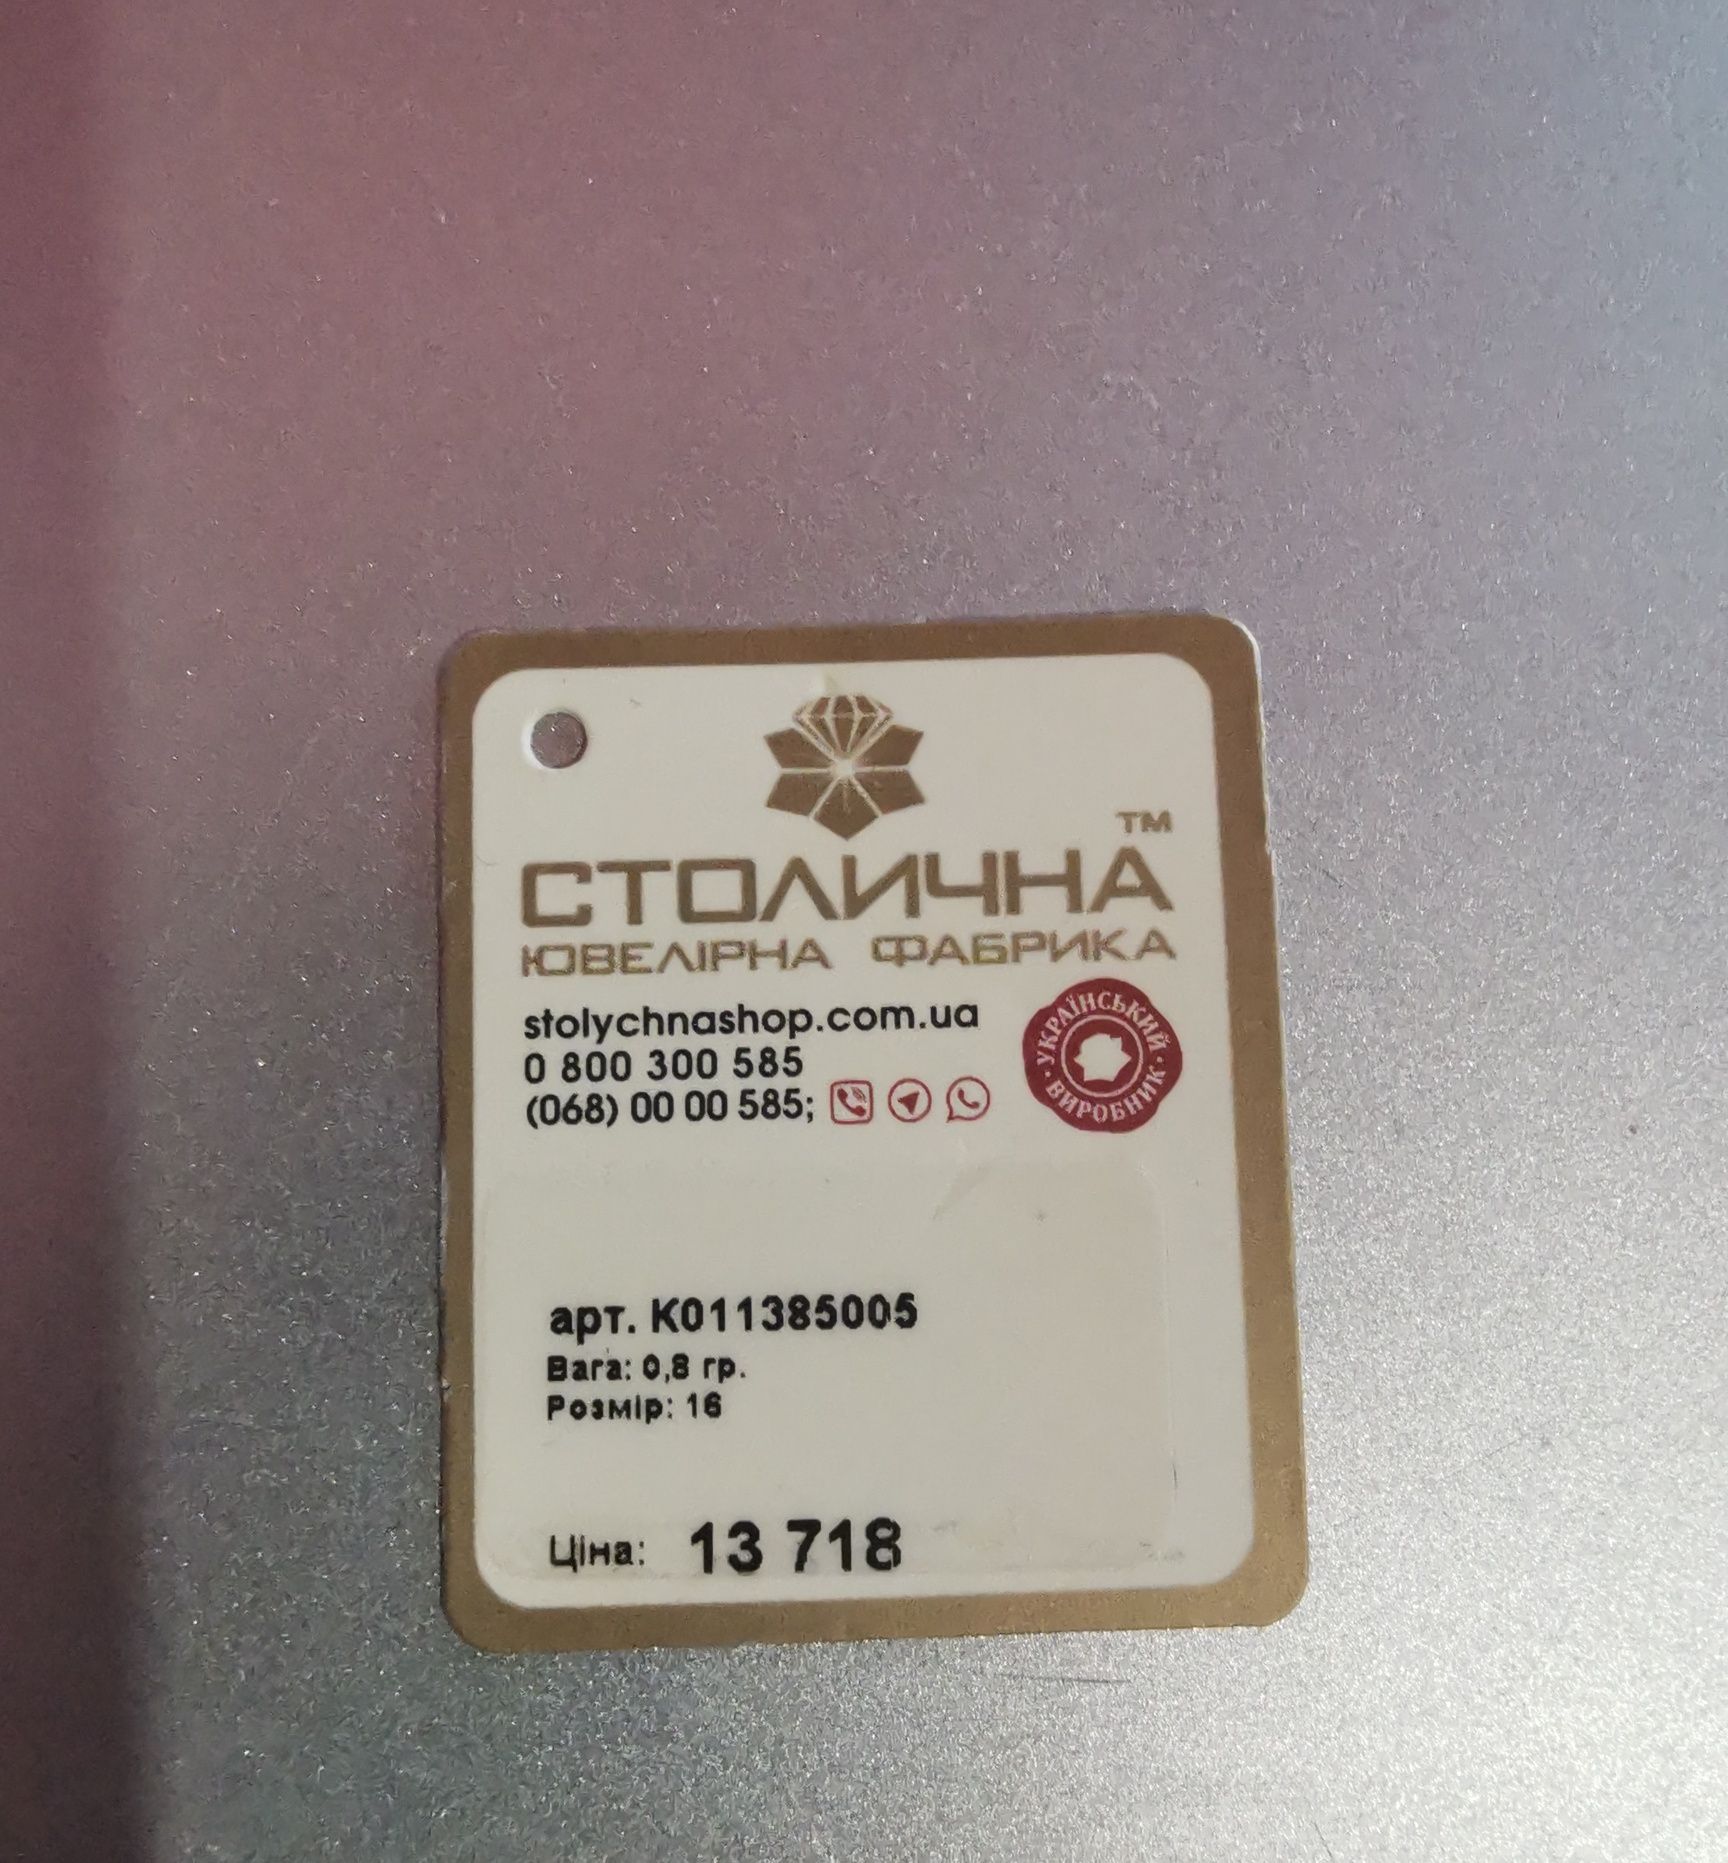 ТМ
СТОЛИЧНА
ЮВЕЛІРНА ФАБРИКА
stolychnashop.com.ua
0 800 300 585
(068) 00 00 585;
УКРАЇНСЬКИЙ
ВИРОБНИК
арт. К011385005
Вага: 0,8 гр.
Розмір: 16
Ціна: 13 718